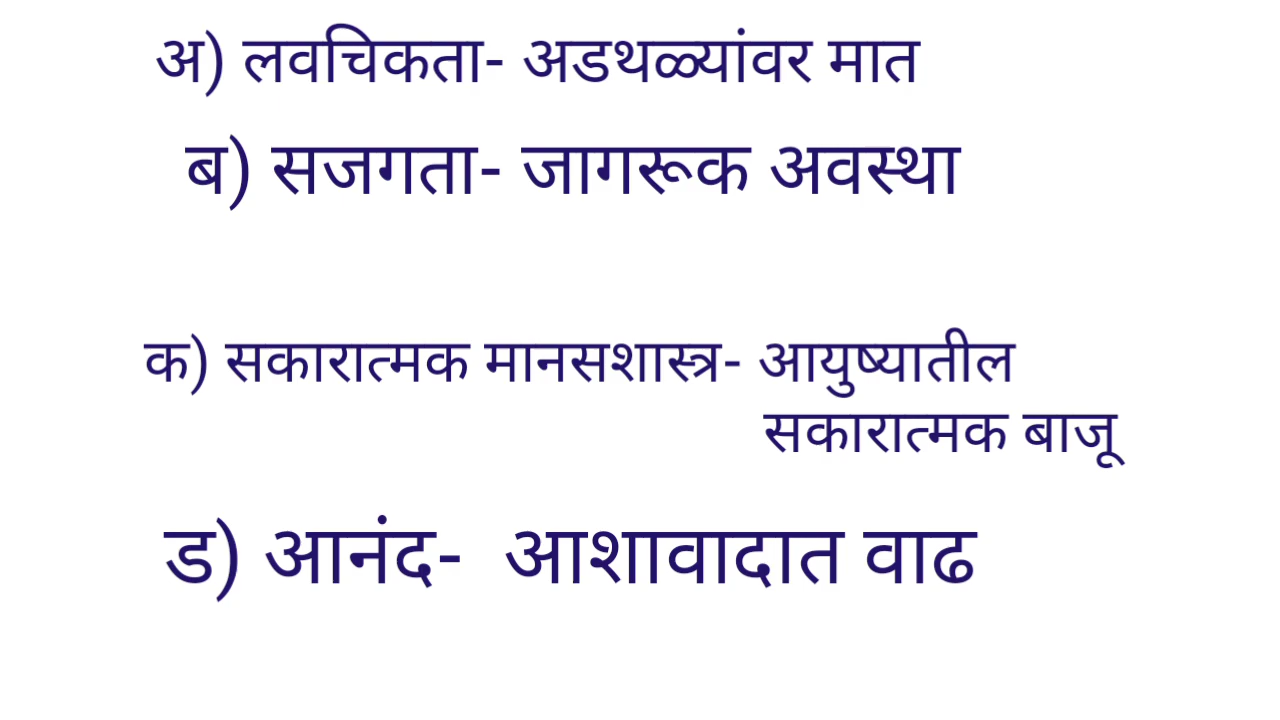 अ) लवचिकता- अडथळ्यांवर मात
ब) सजगता- जागरूक अवस्था
क) सकारात्मक मानसशास्त्र- आयुष्यातील
सकारात्मक बाजू
ड) आनंद- आशावादात वाढ